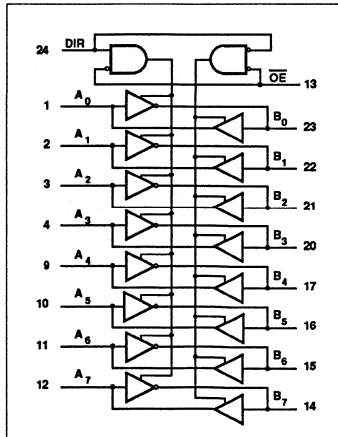 24 DIR
OE 13
1 A0 B0 23
2 A1 B1 22
3 A2 B2 21
4 A3 B3 20
9 A4 B4 17
10 A5 B5 16
11 A6 B6 15
12 A7 B7 14